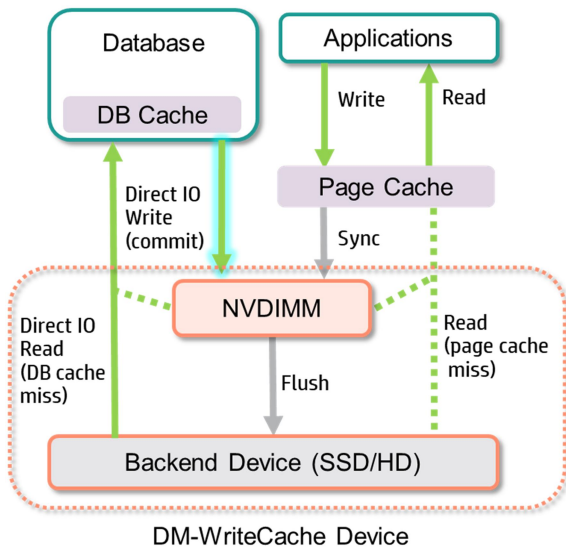 Database
Applications
DB Cache
Write
Read
Page Cache
Direct IO
Write
(commit)
Sync
NVDIMM
Direct IO
Read
(DB cache
miss)
Read
(page cache
miss)
Flush
Backend Device (SSD/HD)
DM-WriteCache Device